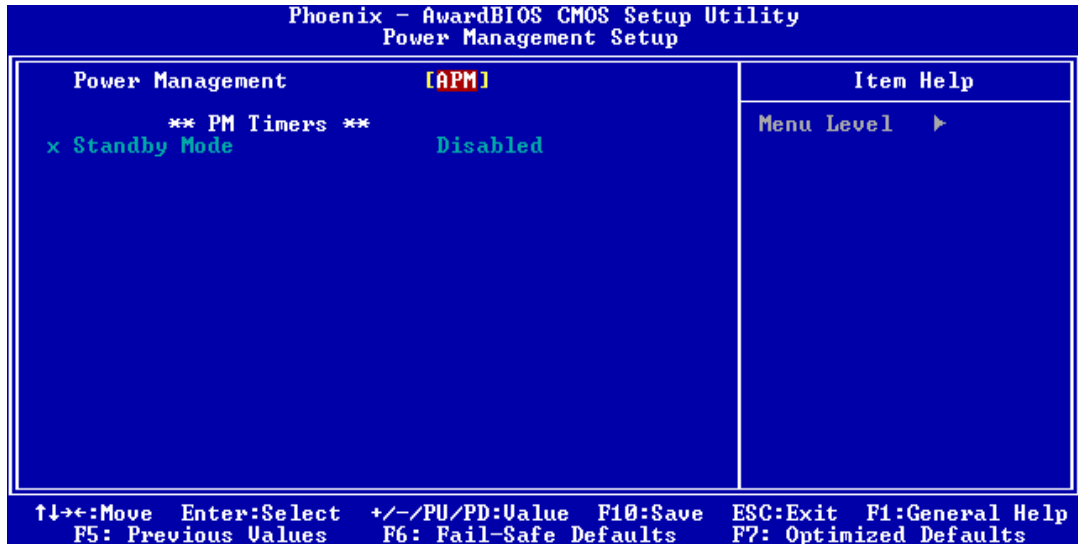 Phoenix - AwardBIOS CMOS Setup Utility
Power Management Setup
Power Management [APM]
** PM Timers **
x Standby Mode Disabled
Item Help
Menu Level ▶
↑↓→←:Move Enter:Select +/-/PU/PD:Value F10:Save ESC:Exit F1:General Help
F5: Previous Values F6: Fail-Safe Defaults F7: Optimized Defaults